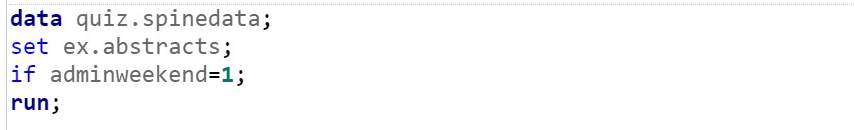 data quiz.spinedata;
set ex.abstracts;
if adminweekend=1;
run;